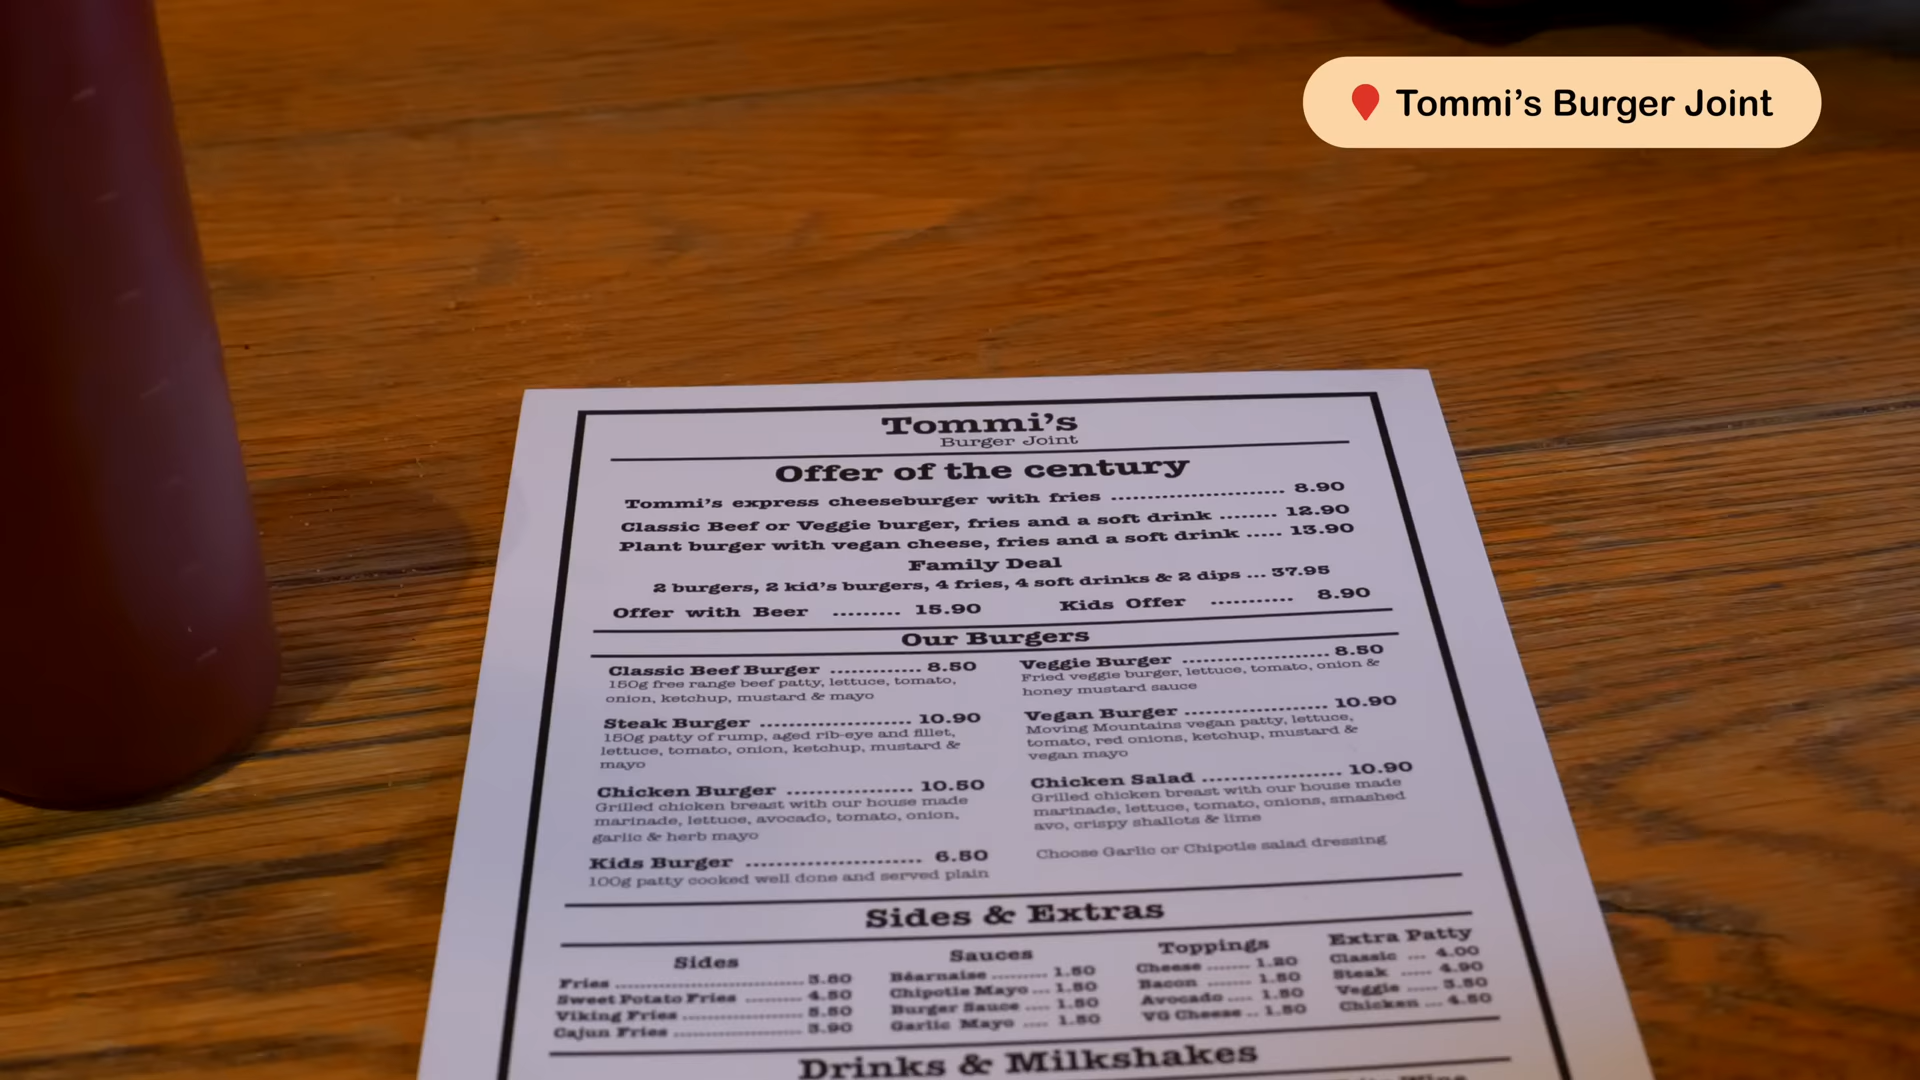 Tommi's Burger Joint
Tommi's
Burger Joint
Offer of the century
Tommi's express cheeseburger with fries ........................ 8.90
Classic Beef or Veggie burger, fries and a soft drink ........ 12.90
Plant burger with vegan cheese, fries and a soft drink ..... 13.90
Family Deal
2 burgers, 2 kid's burgers, 4 fries, 4 soft drinks & 2 dips ... 37.95
Offer with Beer ......... 15.90
Kids Offer .......... 8.90
Our Burgers
Classic Beef Burger ............ 8.50
150g free range beef patty, lettuce, tomato,
onion, ketchup, mustard & mayo
Steak Burger .................... 10.90
150g patty of rump, aged rib-eye and fillet,
lettuce, tomato, onion, ketchup, mustard &
mayo
Chicken Burger ................ 10.50
Grilled chicken breast with our house made
marinade, lettuce, avocado, tomato, onion,
garlic & herb mayo
Kids Burger ....................... 6.50
100g patty cooked well done and served plain
Veggie Burger .................... 8.50
Fried veggie burger, lettuce, tomato, onion &
honey mustard sauce
Vegan Burger ................... 10.90
Moving Mountains vegan patty, lettuce,
tomato, red onions, ketchup, mustard &
vegan mayo
Chicken Salad .................. 10.90
Grilled chicken breast with our house made
marinade, lettuce, tomato, onions, smashed
avo, crispy shallots & lime
Choose Garlic or Chipotle salad dressing
Sides & Extras
Sides
Fries
Sweet Potato Fries ......... 4.50
Viking Fries
Cajun Fries .................... 3.90
Sauces
Béarnaise ......... 1.50
Chipotle Mayo ... 1.50
Burger Sauce .... 1.50
Garlic Mayo .... 1.50
Toppings
Cheese ....... 1.20
Bacon ....... 1.50
Avocado .... 1.50
VG Cheese .. 1.50
Extra Patty
Classic ... 4.00
Steak ..... 4.90
Veggie ..... 3.50
Chicken ... 4.50
Drinks & Milkshakes